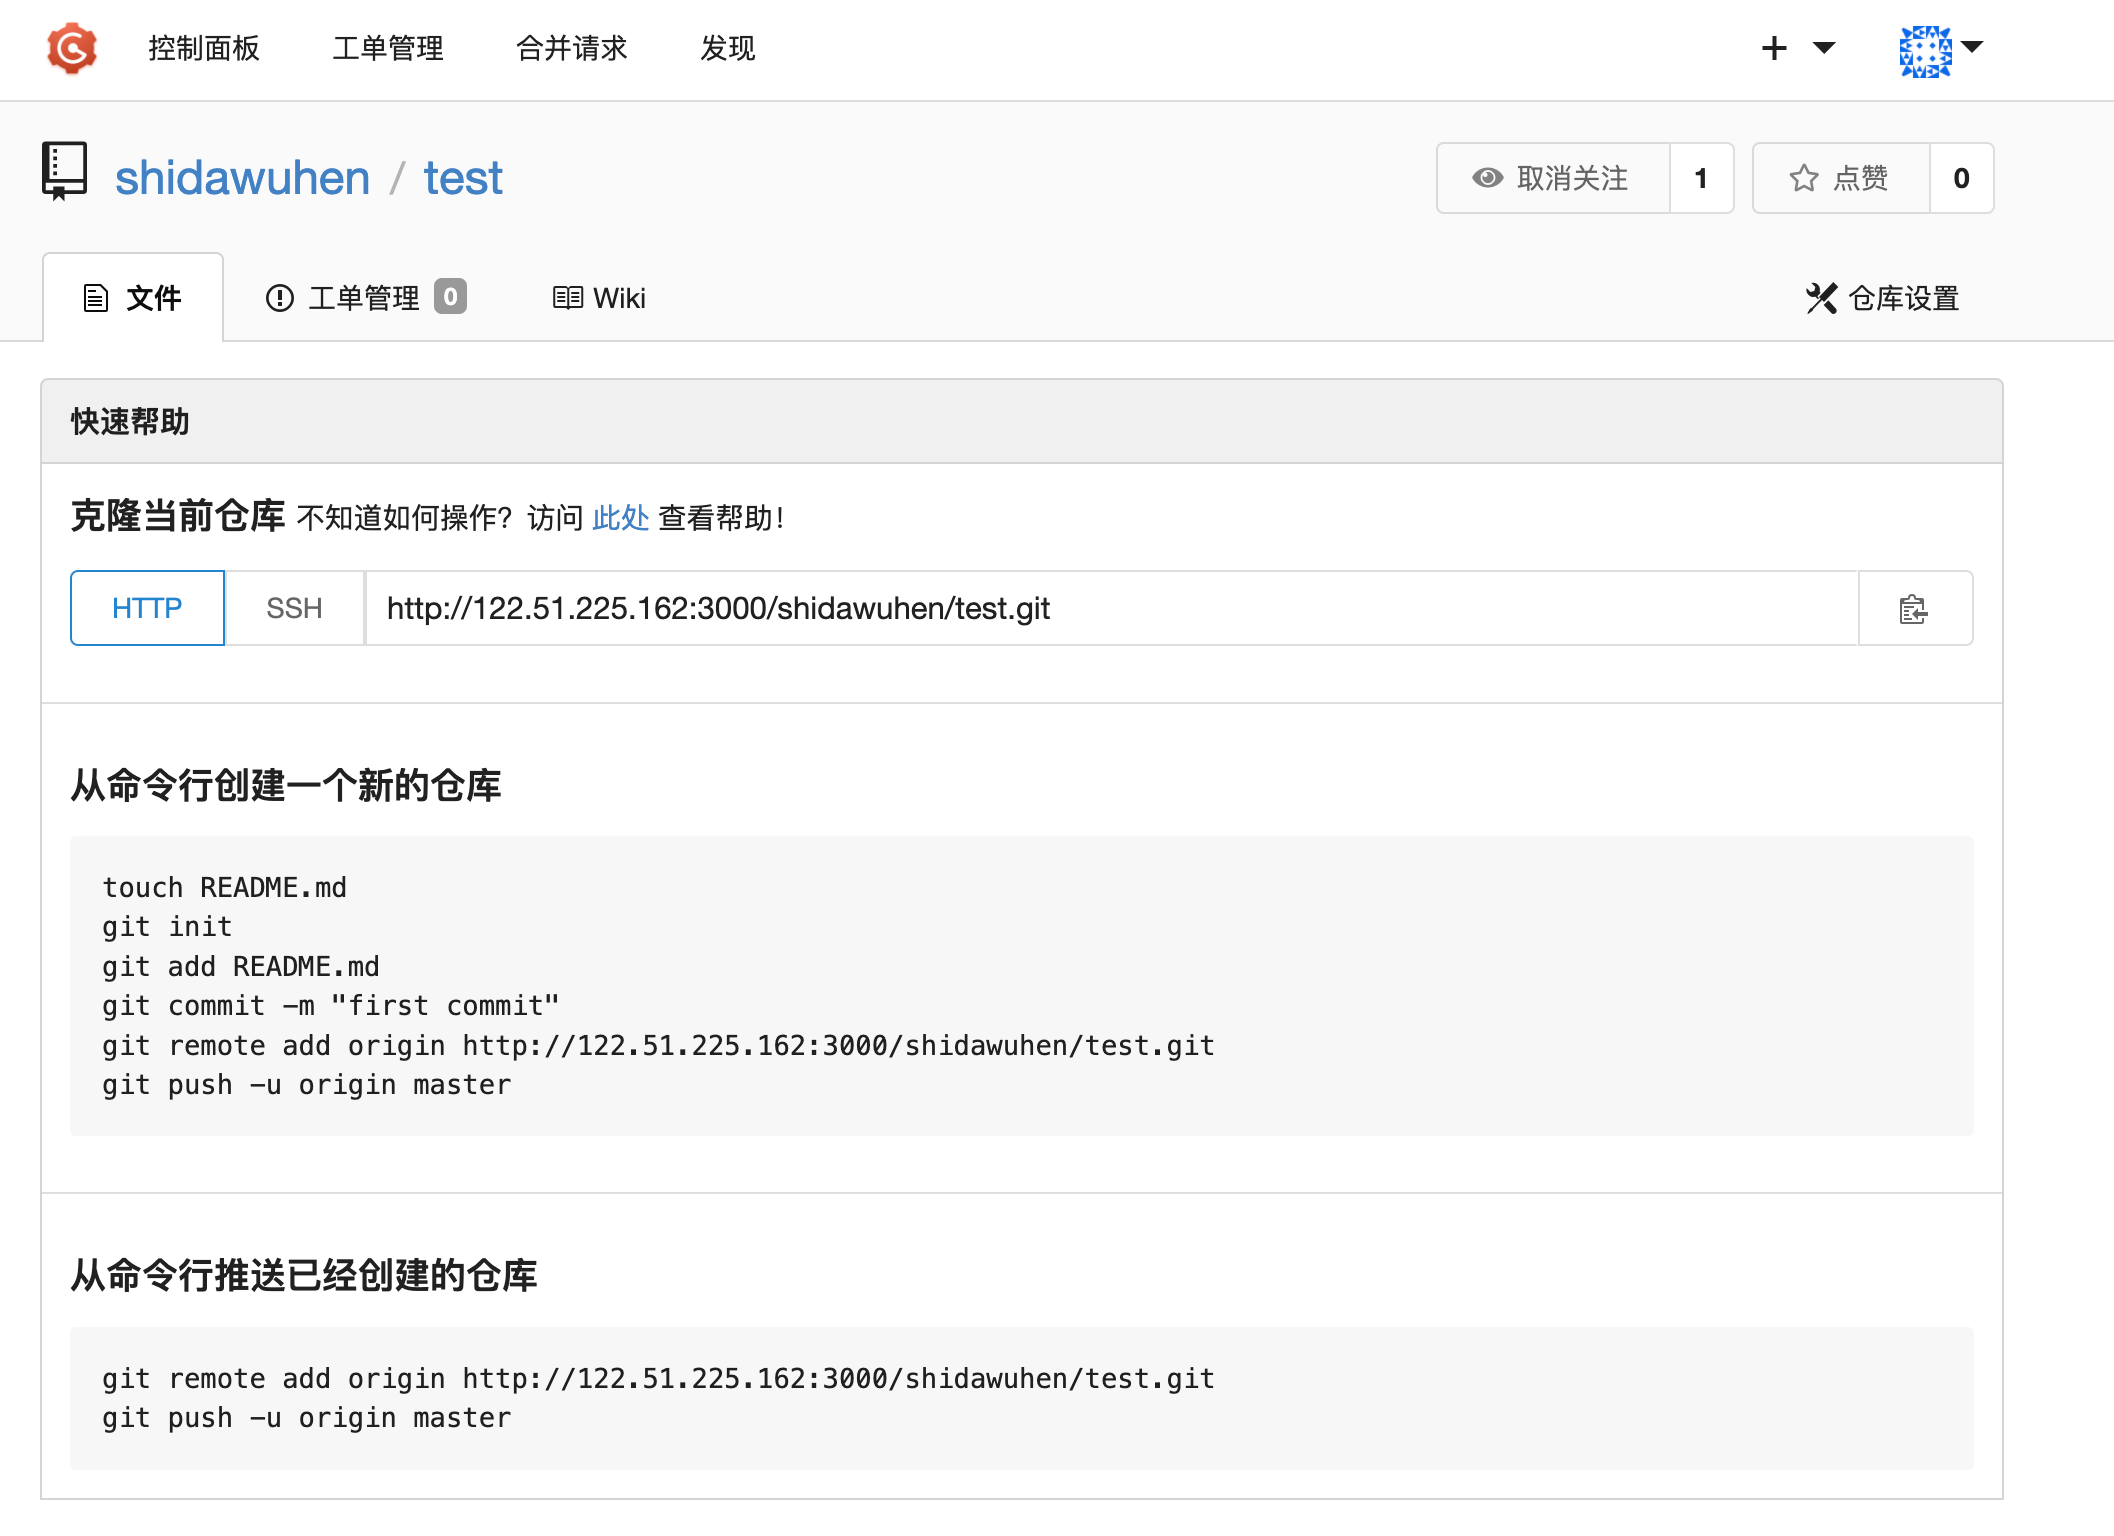 控制面板 工单管理 合并请求 发现
shidawuhen / test
取消关注 1 点赞 0
文件 工单管理 0 Wiki 仓库设置
快速帮助
克隆当前仓库 不知道如何操作？访问 此处 查看帮助！
HTTP SSH http://122.51.225.162:3000/shidawuhen/test.git
从命令行创建一个新的仓库
touch README.md
git init
git add README.md
git commit -m "first commit"
git remote add origin http://122.51.225.162:3000/shidawuhen/test.git
git push -u origin master
从命令行推送已经创建的仓库
git remote add origin http://122.51.225.162:3000/shidawuhen/test.git
git push -u origin master